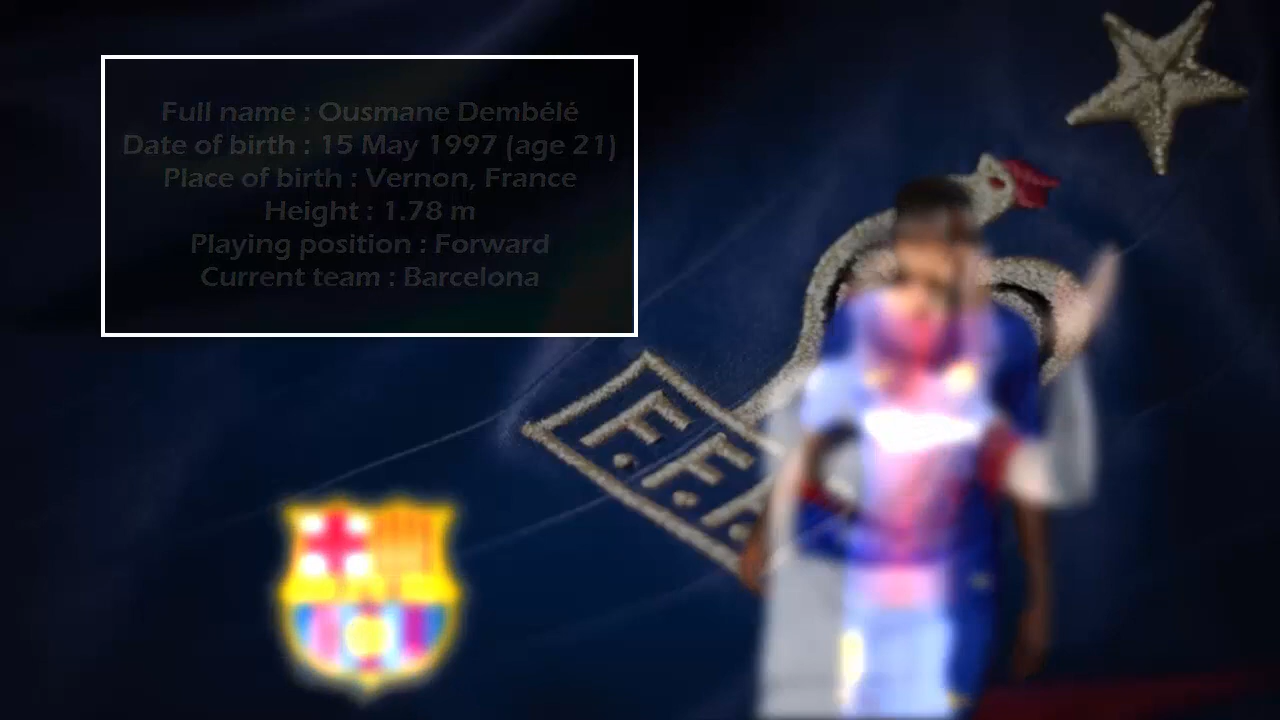 Full name : Ousmane Dembélé
Date of birth : 15 May 1997 (age 21)
Place of birth : Vernon, France
Height : 1.78 m
Playing position : Forward
Current team : Barcelona
F.F.F.